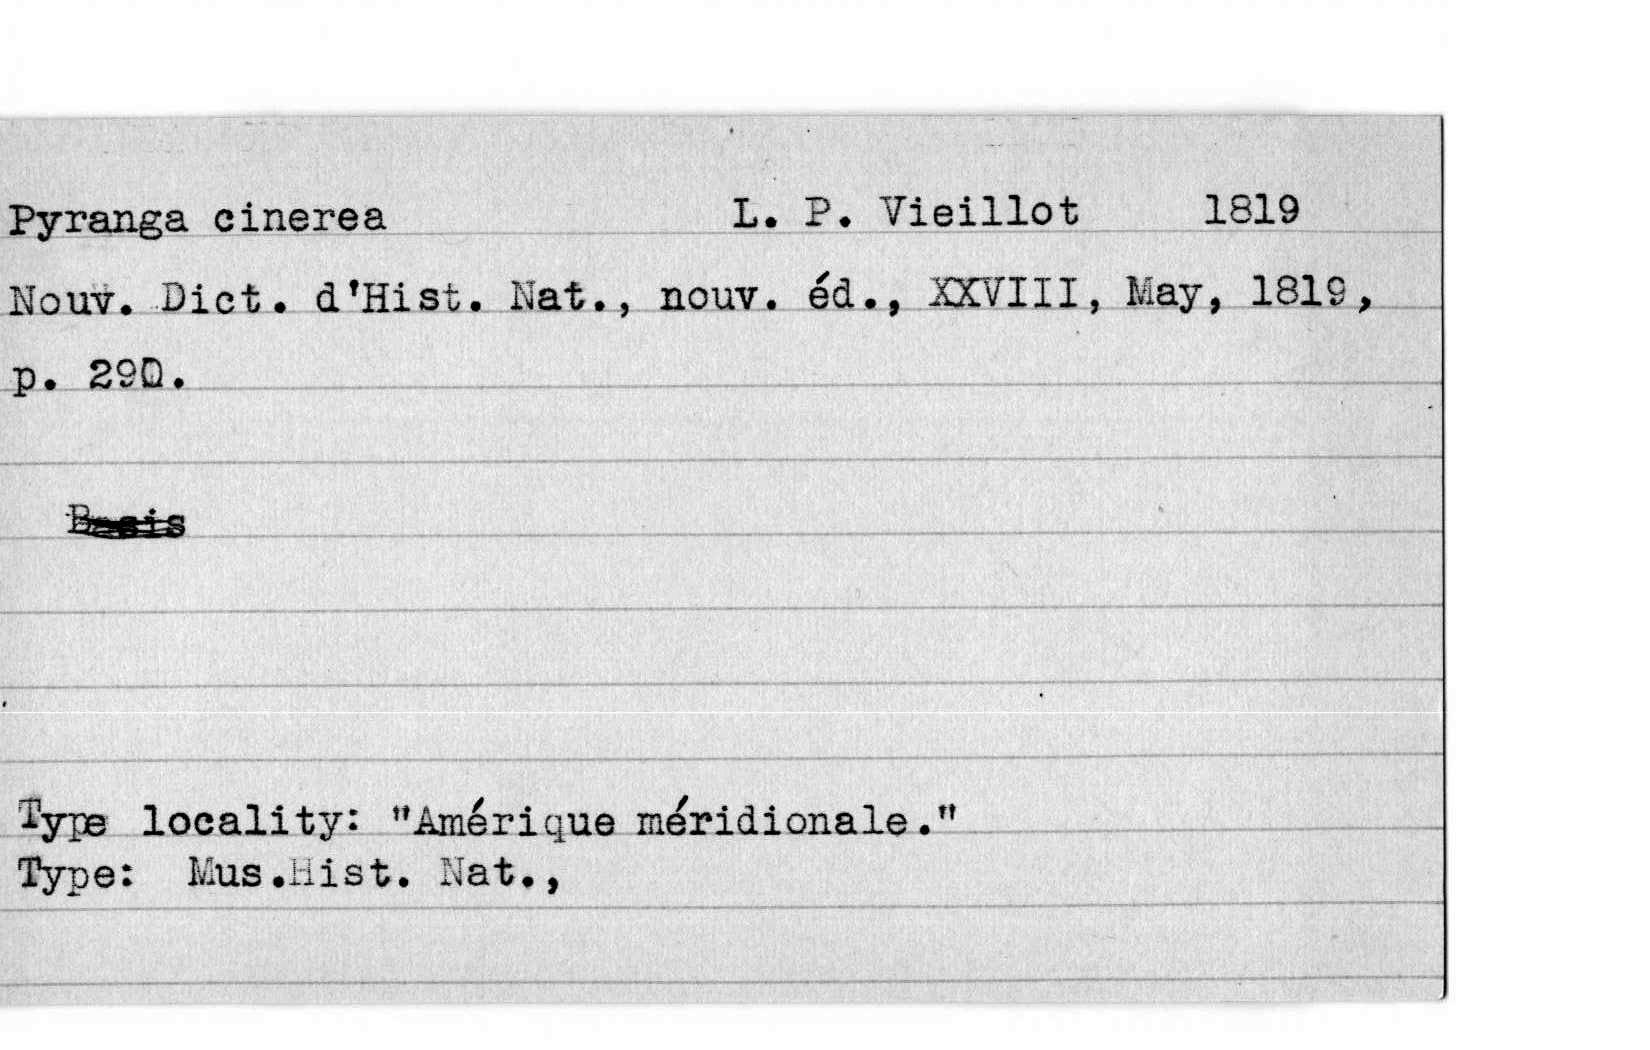 Pyranga cinerea L. P. Vieillot 1819
Nouv. Dict. d'Hist. Nat., nouv. éd., XXVIII, May, 1819,
p. 290.
Basis
Type locality: "Amérique méridionale."
Type: Mus.Hist. Nat.,